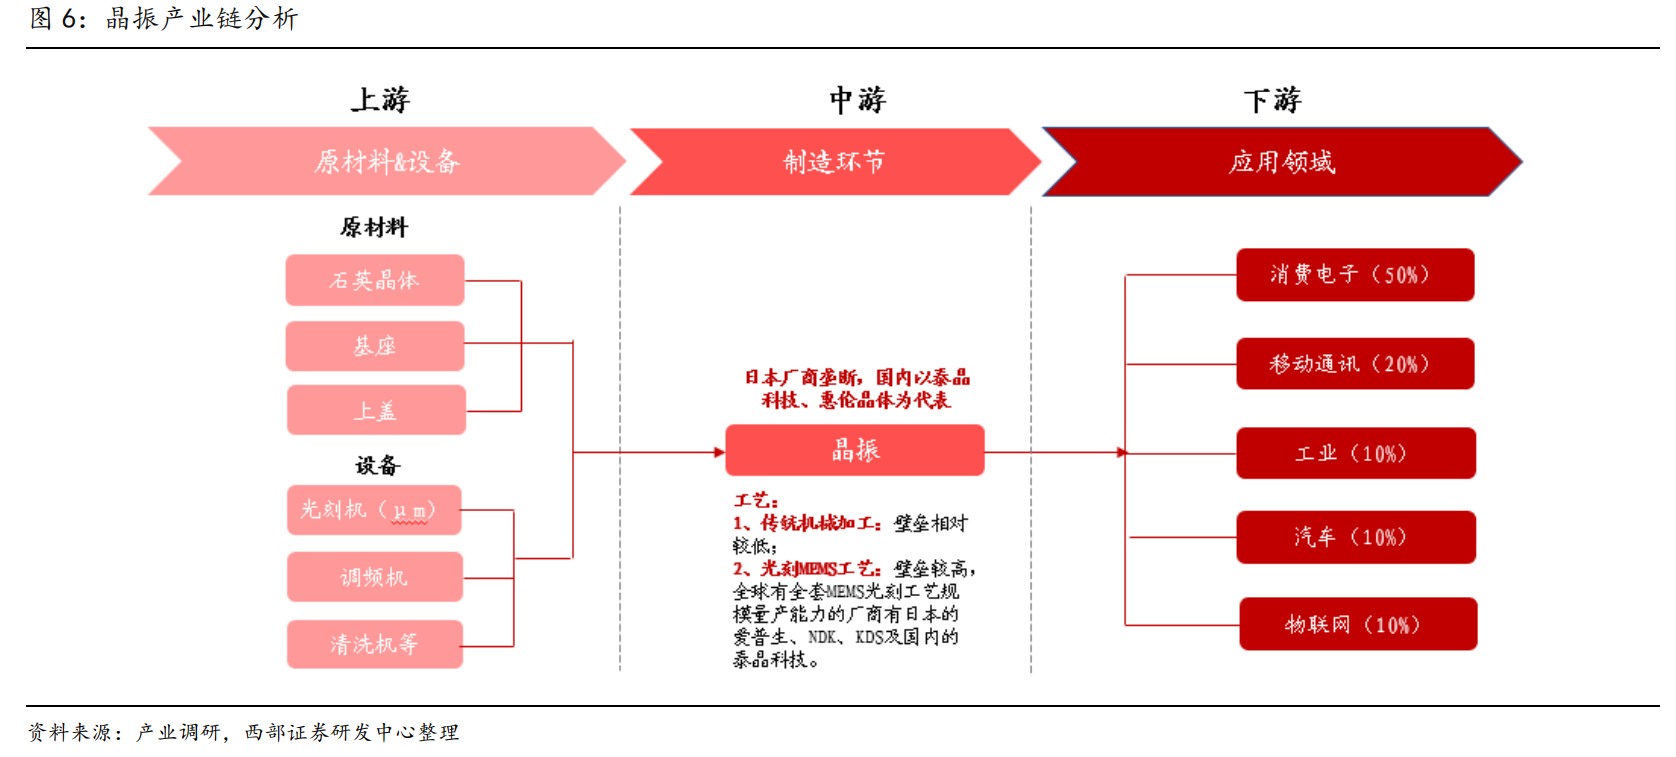 图 6：晶振产业链分析
上游
中游
下游
原材料&设备
制造环节
应用领域
原材料
石英晶体
基座
上盖
设备
光刻机（μm）
调频机
清洗机等
日本厂商垄断，国内以泰晶
科技、惠伦晶体为代表
晶振
工艺：
1、传统机械加工：壁垒相对
较低；
2、光刻MEMS工艺：壁垒较高，
全球有全套MEMS光刻工艺规
模量产能力的厂商有日本的
爱普生、NDK、KDS及国内的
泰晶科技。
消费电子（50%）
移动通讯（20%）
工业（10%）
汽车（10%）
物联网（10%）
资料来源：产业调研，西部证券研发中心整理